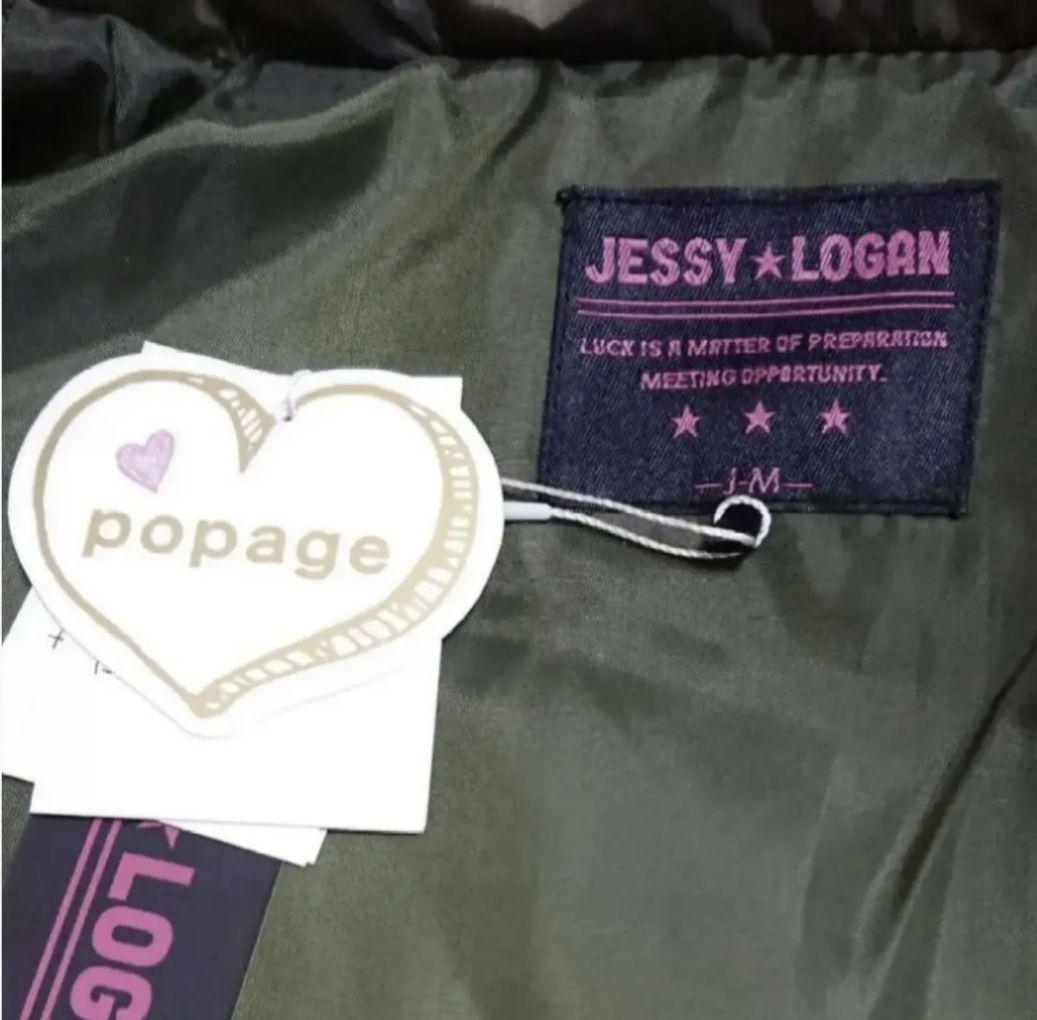 JESSY★LOGAN
LUCK IS A MATTER OF PREPARATION
MEETING OPPORTUNITY.
★ ★ ★
—J-M—
popage
★LOG